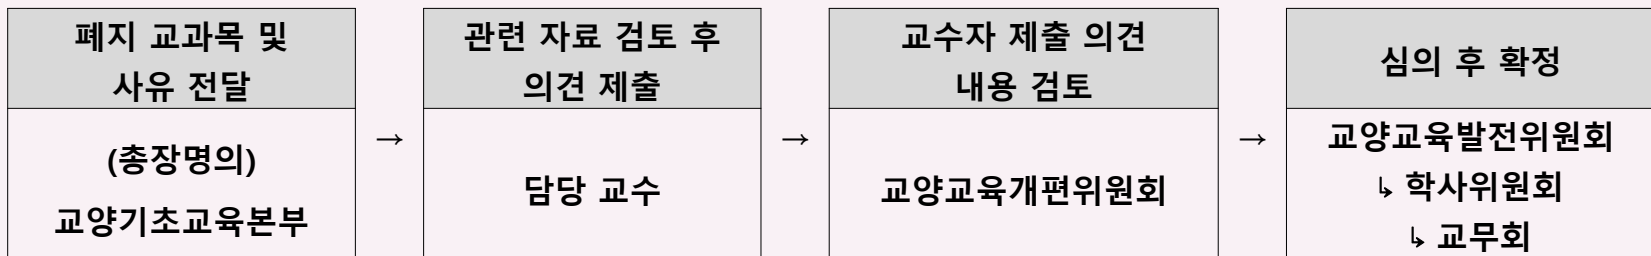 폐지 교과목 및
사유 전달
(총장명의)
교양기초교육본부
→
관련 자료 검토 후
의견 제출
담당 교수
→
교수자 제출 의견
내용 검토
교양교육개편위원회
→
심의 후 확정
교양교육발전위원회
↳ 학사위원회
↳ 교무회